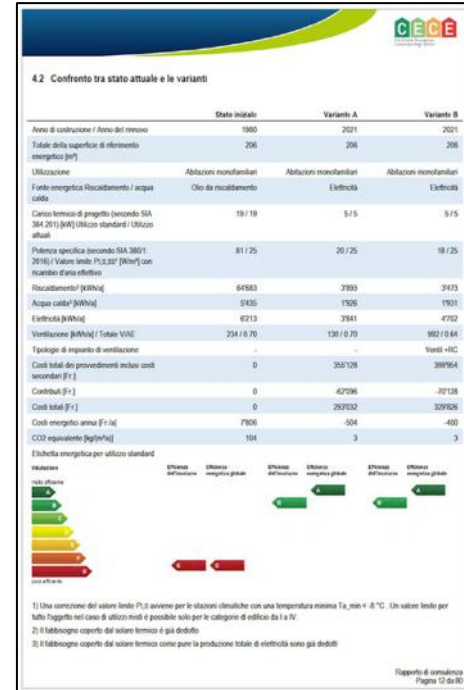 CECE
4.2 Confronto tra stato attuale e le varianti
Stato iniziale Variante A Variante B
Anno di costruzione / Anno del rinnovo 1980 2021 2021
Totale della superficie di riferimento 206 206 206
energetico [m²]
Utilizzazione Abitazioni monofamiliari Abitazioni monofamiliari Abitazioni monofamiliari
Fonte energetica Riscaldamento / acqua Olio da riscaldamento Elettricità Elettricità
calda
Carico termico di progetto (secondo SIA 19 / 19 5 / 5 5 / 5
384.201) [kW] Utilizzo standard / Utilizzo
attuali
Potenza specifica (secondo SIA 380/1: 81 / 25 20 / 25 18 / 25
2016) / Valore limite [W/m²] con
ricambio d'aria effettivo
Riscaldamento² [kWh/a] 64'683 3'893 3'473
Acqua calda² [kWh/a] 5'435 1'926 1'931
Elettricità [kWh/a] 6'213 3'841 4'702
Ventilazione [kWh/a] / Totale V/AE 234 / 0.70 130 / 0.70 992 / 0.64
Tipologie di impianto di ventilazione - - Ventil.+RC
Costi totali dei provvedimenti inclusi costi 0 355'128 399'954
secondari [Fr.]
Contributi [Fr.] 0 -62'096 -70'128
Costi totali [Fr.] 0 293'032 329'826
Costi energetici annui [Fr./a] 7'806 -504 -400
CO2 equivalente [kg/(m²a)] 104 3 3
Etichetta energetica per utilizzo standard
Valutazione Efficienza dell'involucro Efficienza energetica globale Efficienza dell'involucro Efficienza energetica globale Efficienza dell'involucro Efficienza energetica globale
molto efficiente
A A A
B B B
C
D
E
F
G G G
poco efficiente
1) Una correzione del valore limite avviene per le stazioni climatiche con una temperatura minima Ta_min < -8 °C. Un valore limite per
tutto l'oggetto nel caso di utilizzi misti è possibile solo per le categorie di edificio da I a IV.
2) Il fabbisogno coperto dal solare termico è già dedotto
3) Il fabbisogno coperto dal solare termico come pure la produzione totale di elettricità sono già dedotti
Rapporto di consulenza
Pagina 12 da 80